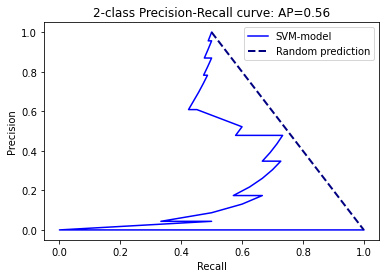 2-class Precision-Recall curve: AP=0.56
SVM-model
Random prediction
1.0
0.8
0.6
0.4
0.2
0.0
Precision
0.0 0.2 0.4 0.6 0.8 1.0
Recall